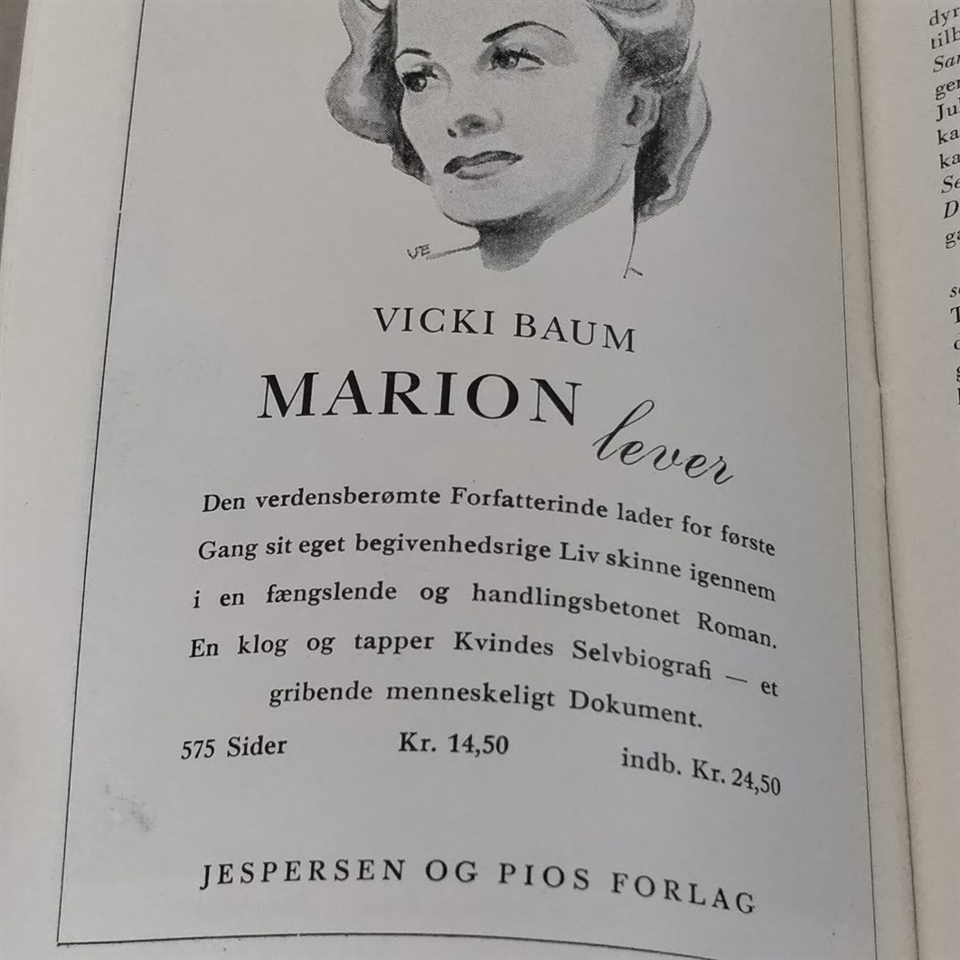 VE
VICKI BAUM
MARION lever
Den verdensberømte Forfatterinde lader for første
Gang sit eget begivenhedsrige Liv skinne igennem
i en fængslende og handlingsbetonet Roman.
En klog og tapper Kvindes Selvbiografi — et
gribende menneskeligt Dokument.
575 Sider Kr. 14,50 indb. Kr. 24,50
JESPERSEN OG PIOS FORLAG